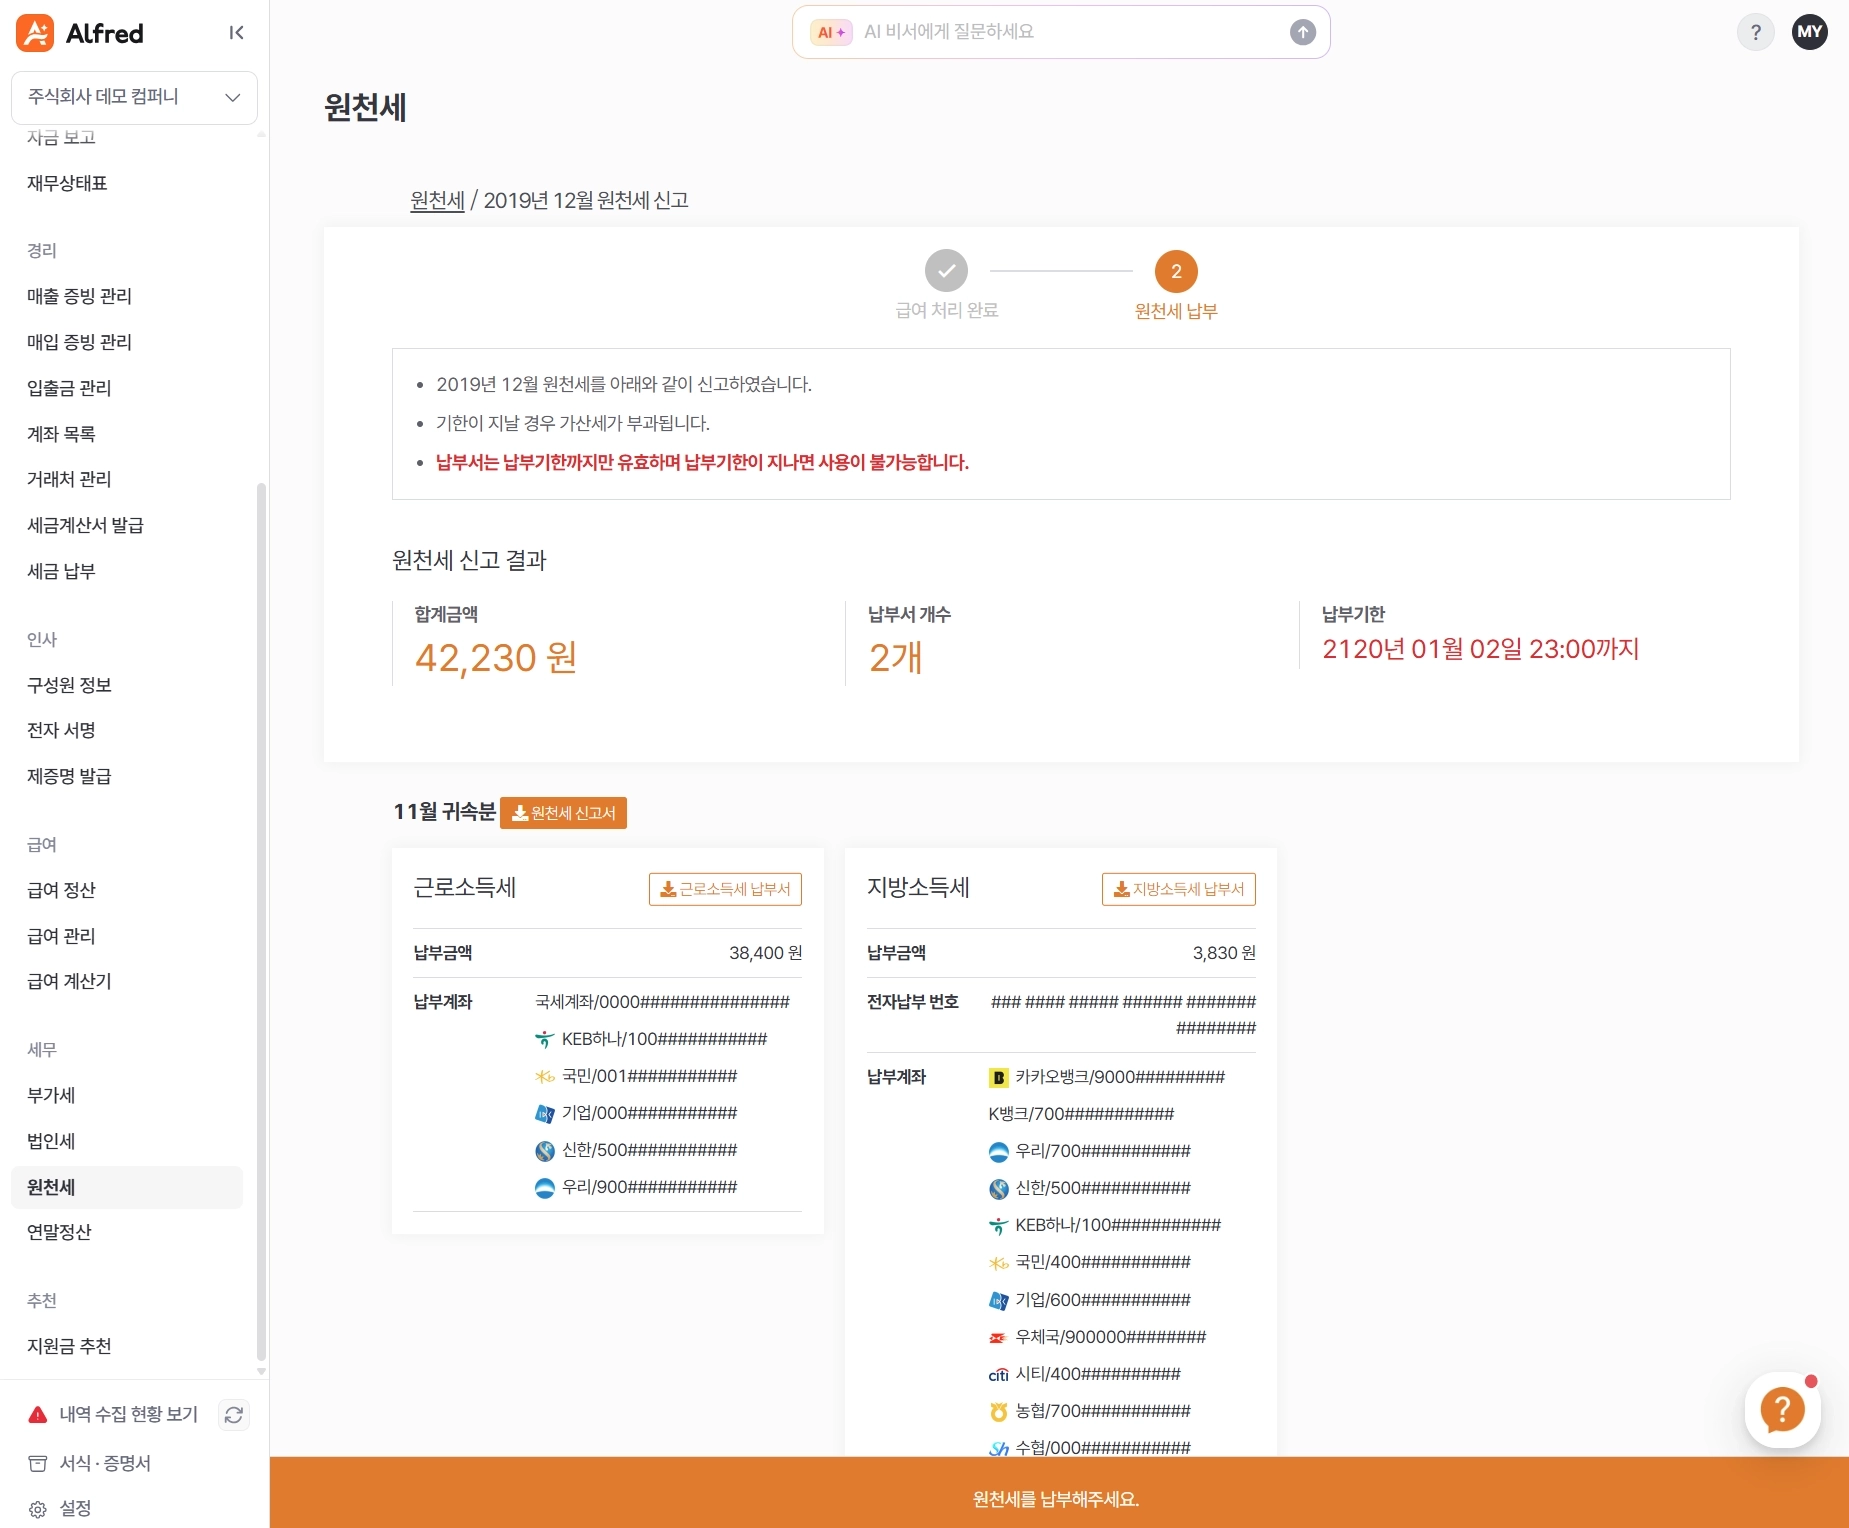 Alfred
주식회사 데모 컴퍼니
자금 보고
재무상태표
경리
매출 증빙 관리
매입 증빙 관리
입출금 관리
계좌 목록
거래처 관리
세금계산서 발급
세금 납부
인사
구성원 정보
전자 서명
제증명 발급
급여
급여 정산
급여 관리
급여 계산기
세무
부가세
법인세
원천세
연말정산
추천
지원금 추천
내역 수집 현황 보기
서식 · 증명서
설정
AI AI 비서에게 질문하세요
?
MY
원천세
원천세 / 2019년 12월 원천세 신고
2
급여 처리 완료
원천세 납부
2019년 12월 원천세를 아래와 같이 신고하였습니다.
기한이 지날 경우 가산세가 부과됩니다.
납부서는 납부기한까지만 유효하며 납부기한이 지나면 사용이 불가능합니다.
원천세 신고 결과
합계금액
42,230 원
납부서 개수
2개
납부기한
2120년 01월 02일 23:00까지
11월 귀속분 원천세 신고서
근로소득세 근로소득세 납부서
납부금액 38,400 원
납부계좌 국세계좌/0000###############
KEB하나/100###########
국민/001###########
기업/000###########
신한/500###########
우리/900###########
지방소득세 지방소득세 납부서
납부금액 3,830 원
전자납부 번호 ### #### ##### ###### #######
########
납부계좌 카카오뱅크/9000#########
K뱅크/700###########
우리/700###########
신한/500###########
KEB하나/100###########
국민/400###########
기업/600###########
우체국/900000########
citi 시티/400##########
농협/700###########
Sh 수협/000###########
?
원천세를 납부해주세요.